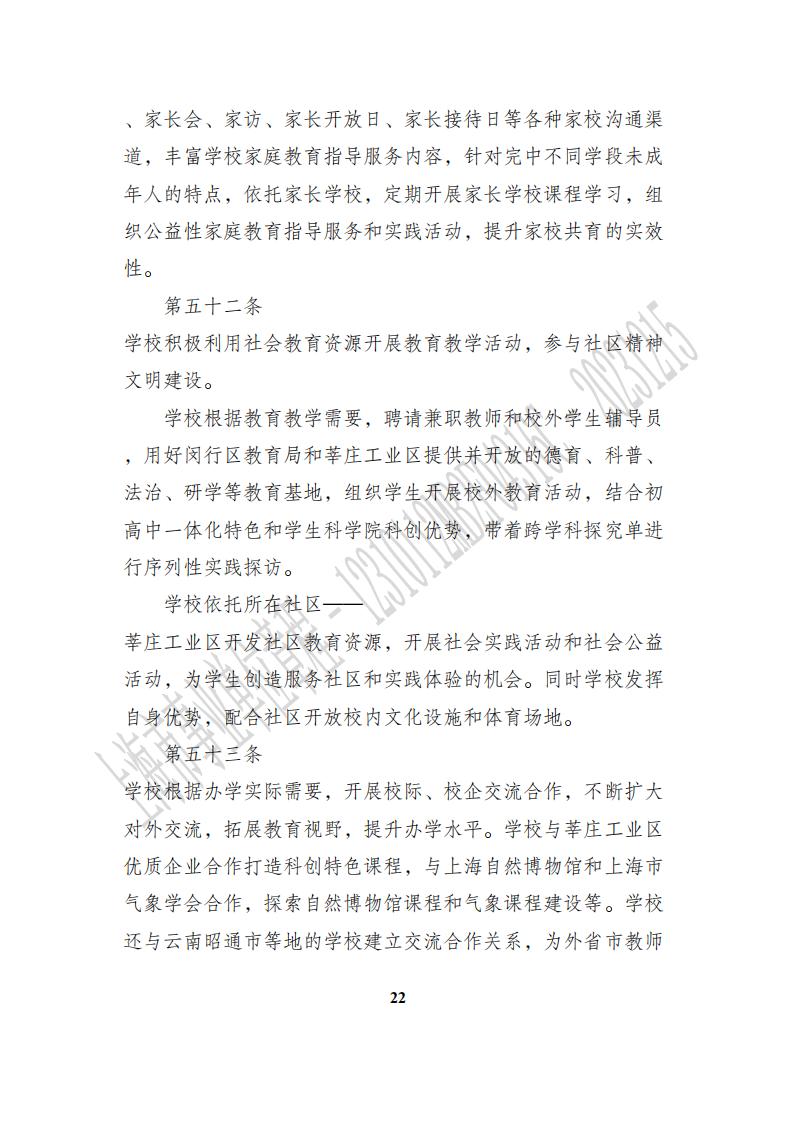 、家长会、家访、家长开放日、家长接待日等各种家校沟通渠
道，丰富学校家庭教育指导服务内容，针对完中不同学段未成
年人的特点，依托家长学校，定期开展家长学校课程学习，组
织公益性家庭教育指导服务和实践活动，提升家校共育的实效
性。
第五十二条
学校积极利用社会教育资源开展教育教学活动，参与社区精神
文明建设。
学校根据教育教学需要，聘请兼职教师和校外学生辅导员
，用好闵行区教育局和莘庄工业区提供并开放的德育、科普、
法治、研学等教育基地，组织学生开展校外教育活动，结合初
高中一体化特色和学生科学院科创优势，带着跨学科探究单进
行序列性实践探访。
学校依托所在社区——
莘庄工业区开发社区教育资源，开展社会实践活动和社会公益
活动，为学生创造服务社区和实践体验的机会。同时学校发挥
自身优势，配合社区开放校内文化设施和体育场地。
第五十三条
学校根据办学实际需要，开展校际、校企交流合作，不断扩大
对外交流，拓展教育视野，提升办学水平。学校与莘庄工业区
优质企业合作打造科创特色课程，与上海自然博物馆和上海市
气象学会合作，探索自然博物馆课程和气象课程建设等。学校
还与云南昭通市等地的学校建立交流合作关系，为外省市教师
22